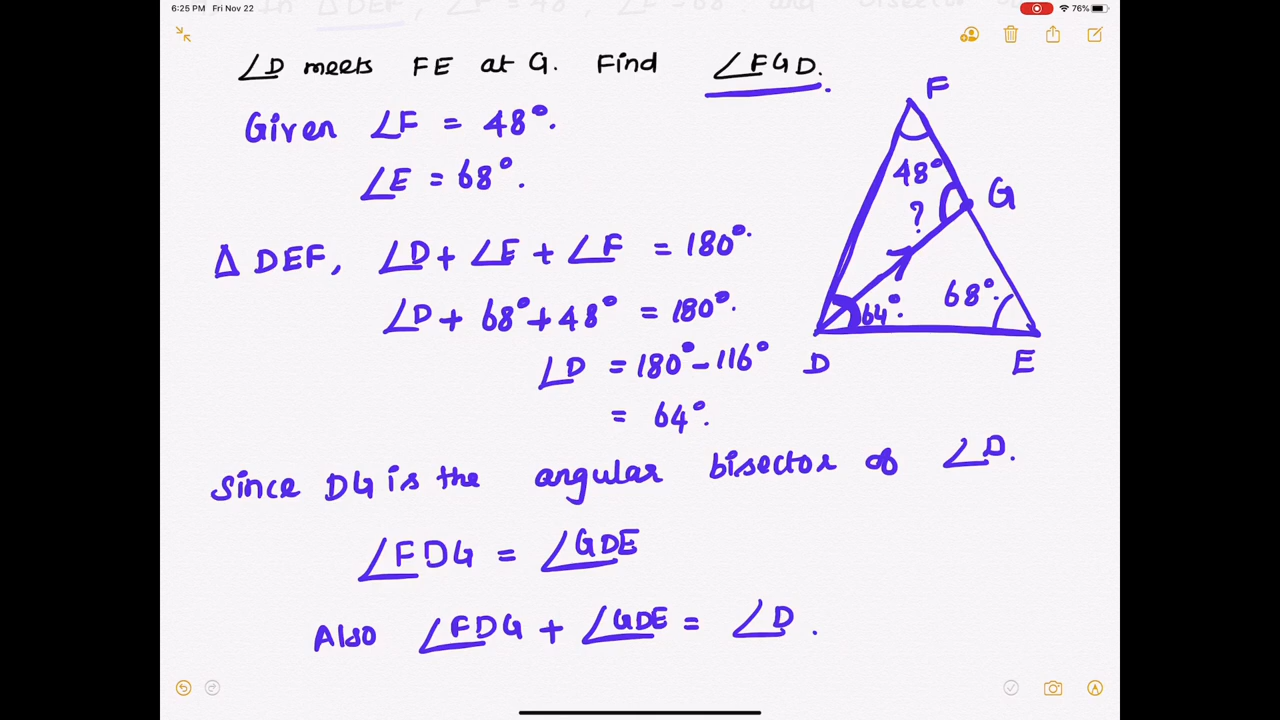 6:25 PM Fri Nov 22
76%
∠D meets FE at G. Find ∠FGD.
Given ∠F = 48°.
∠E = 68°.
Δ DEF, ∠D + ∠E + ∠F = 180°.
∠D + 68° + 48° = 180°.
∠D = 180° - 116°
= 64°.
Since DG is the angular bisector of ∠D.
∠FDG = ∠GDE
Also ∠FDG + ∠GDE = ∠D.
F
48°
G
?
64°.
68°.
D
E